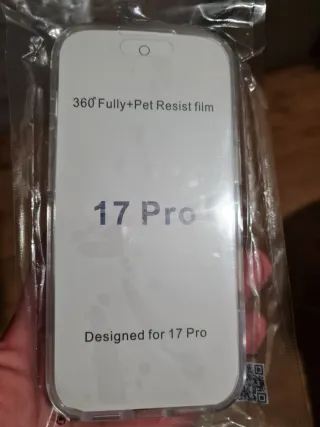 360°Fully+Pet Resist film
17 Pro
Designed for 17 Pro